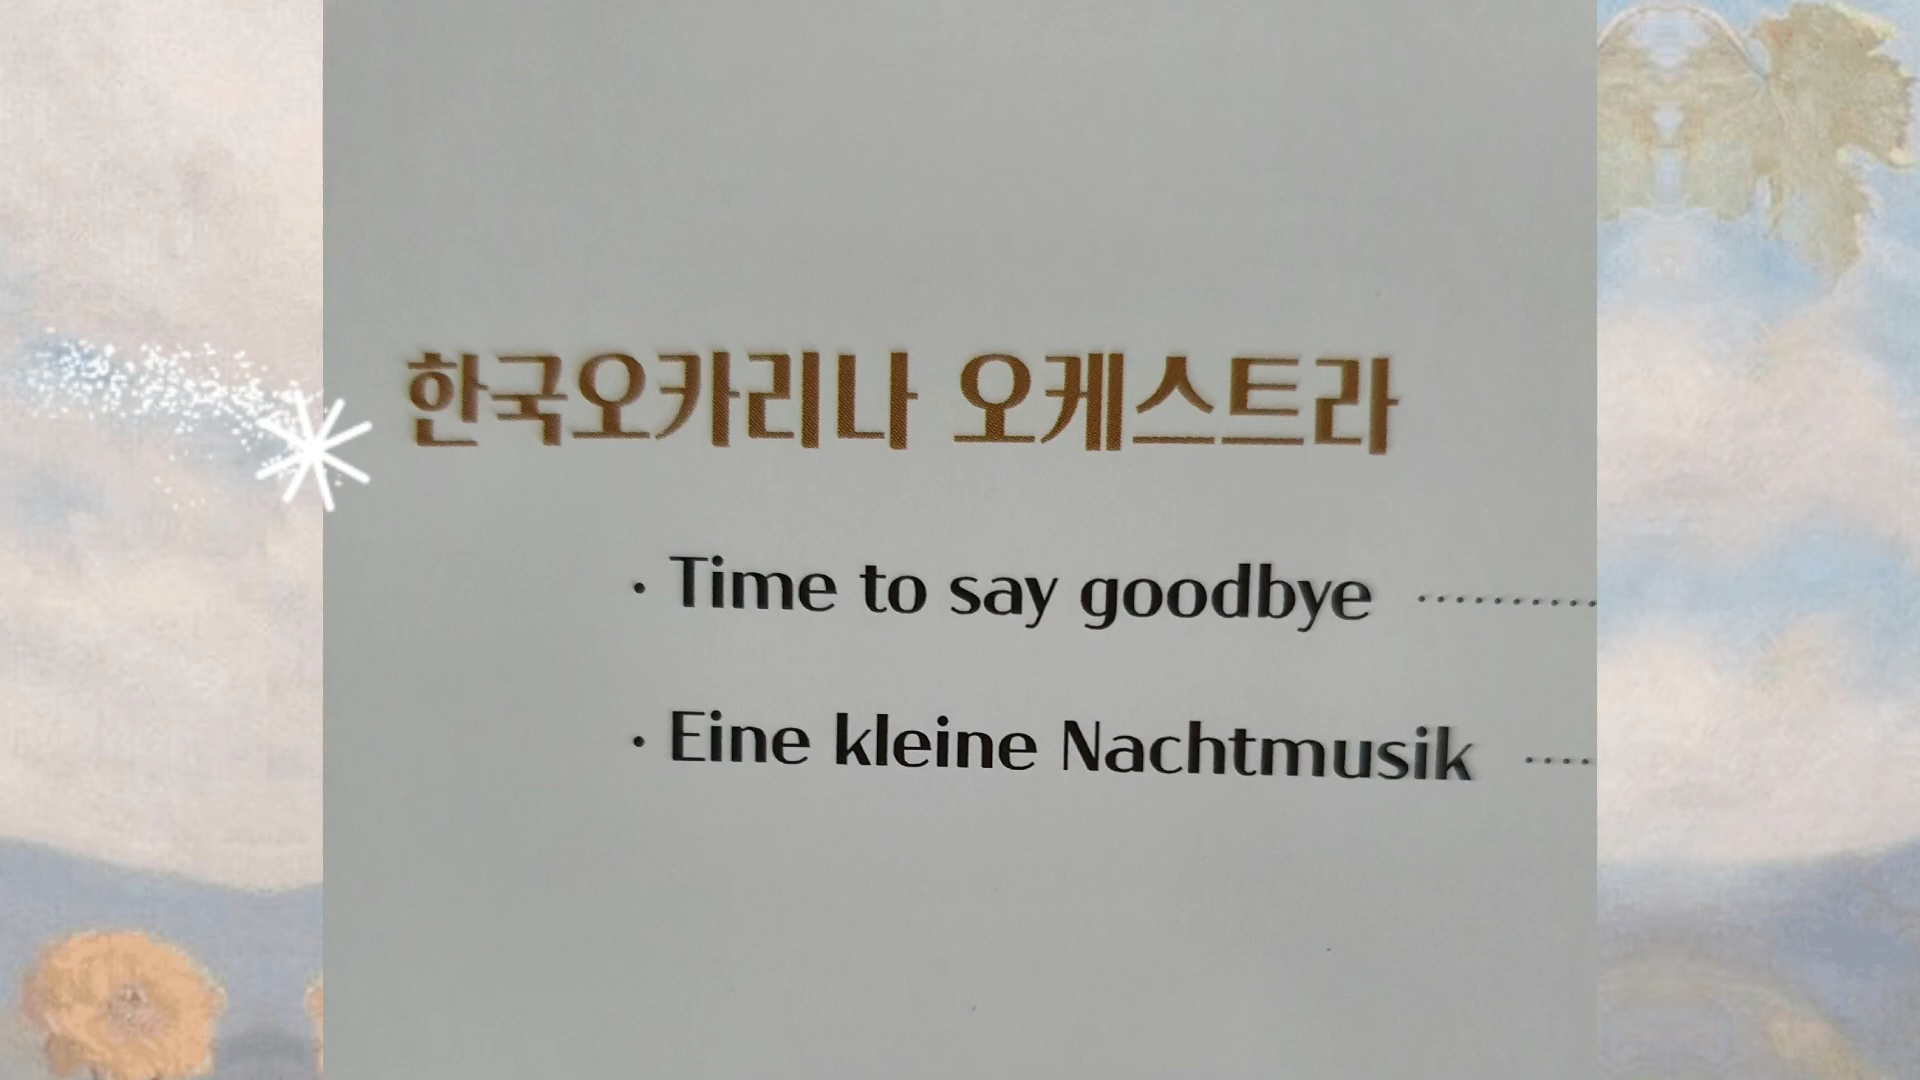 한국오카리나 오케스트라
· Time to say goodbye ··········
· Eine kleine Nachtmusik ····